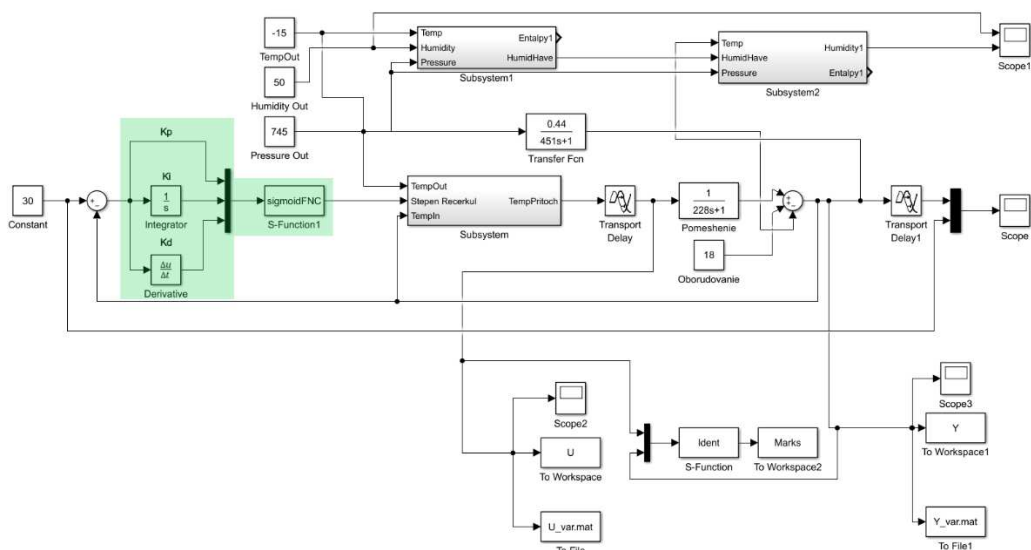 -15
TempOut
50
Humidity Out
745
Pressure Out
Temp
Humidity
Pressure
Entalpy1
HumidHave
Subsystem1
Temp
HumidHave
Pressure
Humidity1
Entalpy1
Subsystem2
Scope1
0.44
451s+1
Transfer Fcn
Kp
Ki
1
s
Integrator
Kd
Δu
Δt
Derivative
30
Constant
sigmoidFNC
S-Function1
TempOut
Stepen Recerkul
TempIn
TempPritoch
Subsystem
Transport
Delay
1
228s+1
Pomeshenie
18
Oborudovanie
Transport
Delay1
Scope
Scope2
U
To Workspace
U_var.mat
To File
Ident
S-Function
Marks
To Workspace2
Scope3
Y
To Workspace1
Y_var.mat
To File1